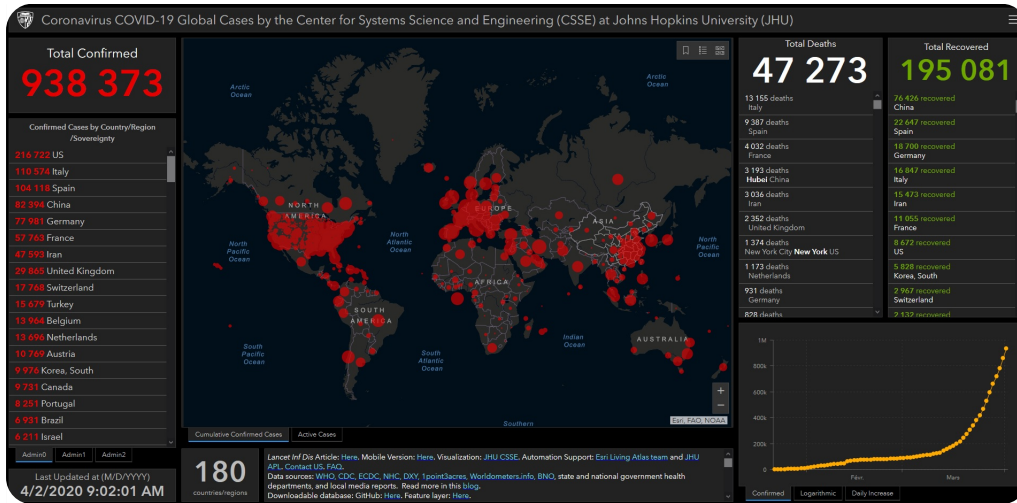 Coronavirus COVID-19 Global Cases by the Center for Systems Science and Engineering (CSSE) at Johns Hopkins University (JHU)
Total Confirmed
938 373
Confirmed Cases by Country/Region
/Sovereignty
216 722 US
110 574 Italy
104 118 Spain
82 394 China
77 981 Germany
57 763 France
47 593 Iran
29 865 United Kingdom
17 768 Switzerland
15 679 Turkey
13 964 Belgium
13 696 Netherlands
10 769 Austria
9 976 Korea, South
9 731 Canada
8 251 Portugal
6 931 Brazil
6 211 Israel
Admin0 Admin1 Admin2
Last Updated at (M/D/YYYY)
4/2/2020 9:02:01 AM
Arctic
Ocean
Arctic
Ocean
NORTH
AMERICA
EUROPE
ASIA
North
Pacific
Ocean
North
Atlantic
Ocean
North
Pacific
Ocean
AFRICA
SOUTH
AMERICA
Indian
Ocean
AUSTRALIA
South
Pacific
Ocean
South
Atlantic
Ocean
Southern
+
−
Esri, FAO, NOAA
Cumulative Confirmed Cases Active Cases
180
countries/regions
Lancet Inf Dis Article: Here. Mobile Version: Here. Visualization: JHU CSSE. Automation Support: Esri Living Atlas team and JHU
APL. Contact US. FAQ.
Data sources: WHO, CDC, ECDC, NHC, DXY, 1point3acres, Worldometers.info, BNO, state and national government health
departments, and local media reports. Read more in this blog.
Downloadable database: GitHub: Here. Feature layer: Here.
Total Deaths
47 273
13 155 deaths
Italy
9 387 deaths
Spain
4 032 deaths
France
3 193 deaths
Hubei China
3 036 deaths
Iran
2 352 deaths
United Kingdom
1 374 deaths
New York City New York US
1 173 deaths
Netherlands
931 deaths
Germany
828 deaths
Total Recovered
195 081
76 426 recovered
China
22 647 recovered
Spain
18 700 recovered
Germany
16 847 recovered
Italy
15 473 recovered
Iran
11 055 recovered
France
8 672 recovered
US
5 828 recovered
Korea, South
2 967 recovered
Switzerland
2 132 recovered
1M
800k
600k
400k
200k
0
Févr. Mars
Confirmed Logarithmic Daily Increase